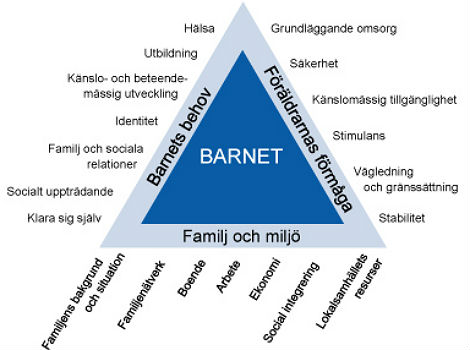 Hälsa
Utbildning
Känslo- och beteende-
mässig utveckling
Identitet
Familj och sociala
relationer
Socialt uppträdande
Klara sig själv
Barnets behov
BARNET
Föräldrarnas förmåga
Grundläggande omsorg
Säkerhet
Känslomässig tillgänglighet
Stimulans
Vägledning
och gränssättning
Stabilitet
Familj och miljö
Familjens bakgrund
och situation
Familjenätverk
Boende
Arbete
Ekonomi
Social Integrering
Lokalsamhällets
resurser